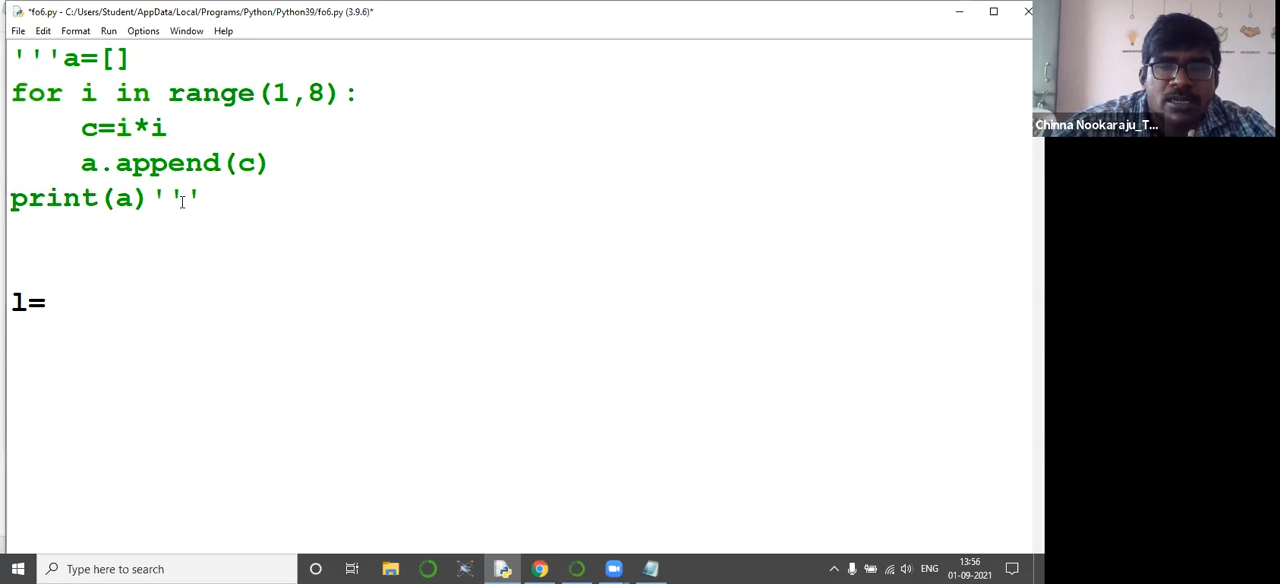 *fo6.py - C:/Users/Student/AppData/Local/Programs/Python/Python39/fo6.py (3.9.6)*
File Edit Format Run Options Window Help
'''a=[]
for i in range(1,8):
    c=i*i
    a.append(c)
print(a)'''
l=
Chinna Nookaraju_T...
Type here to search
ENG
13:56
01-09-2021